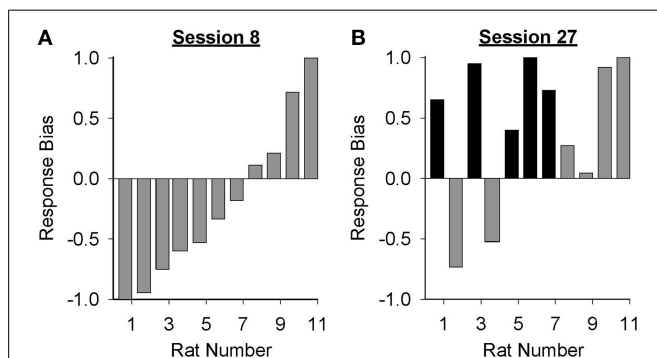 A Session 8
1.0
0.5
0.0
-0.5
-1.0
Response Bias
1 3 5 7 9 11
Rat Number
B Session 27
1.0
0.5
0.0
-0.5
-1.0
Response Bias
1 3 5 7 9 11
Rat Number